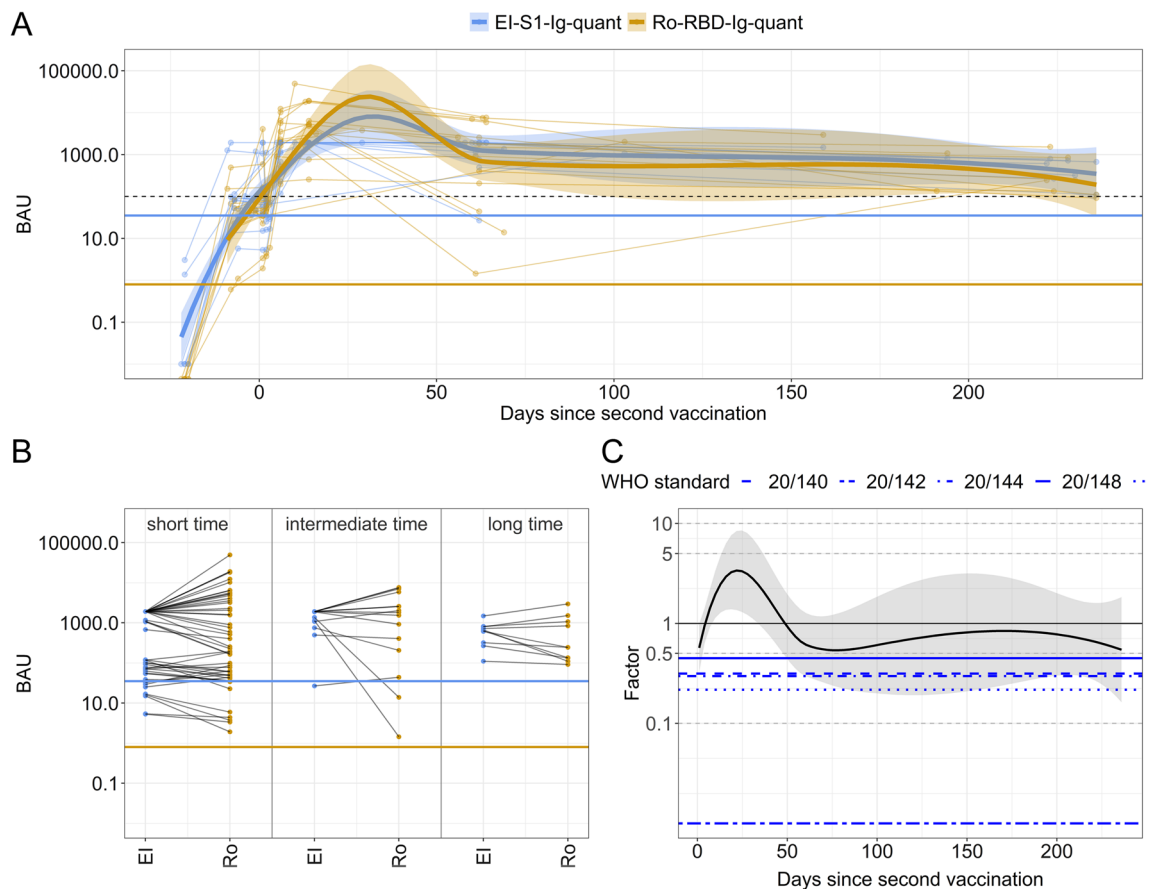 A
EI-S1-Ig-quant Ro-RBD-Ig-quant
100000.0
1000.0
10.0
0.1
BAU
0 50 100 150 200
Days since second vaccination
B
short time intermediate time long time
100000.0
1000.0
10.0
0.1
BAU
EI Ro EI Ro EI Ro
C
WHO standard 20/140 20/142 20/144 20/148
10
5
1
0.5
0.1
Factor
0 50 100 150 200
Days since second vaccination